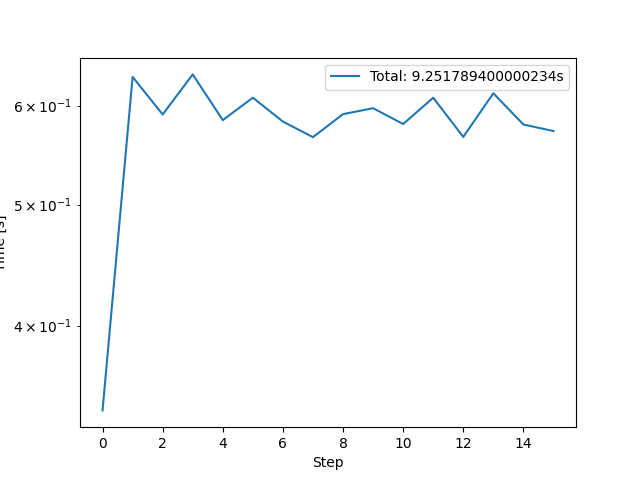 Total: 9.251789400000234s
6 × 10⁻¹
5 × 10⁻¹
4 × 10⁻¹
[s]
0 2 4 6 8 10 12 14
Step